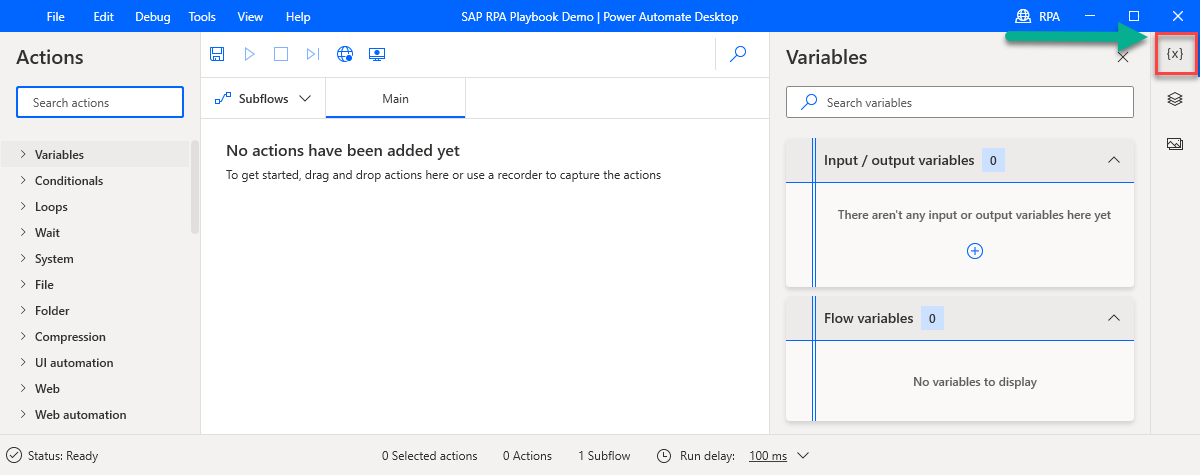 File Edit Debug Tools View Help SAP RPA Playbook Demo | Power Automate Desktop RPA
Actions
Search actions
Variables
Conditionals
Loops
Wait
System
File
Folder
Compression
UI automation
Web
Web automation
Subflows Main
No actions have been added yet
To get started, drag and drop actions here or use a recorder to capture the actions
Variables
{x}
Search variables
Input / output variables 0
There aren't any input or output variables here yet
Flow variables 0
No variables to display
Status: Ready 0 Selected actions 0 Actions 1 Subflow Run delay: 100 ms